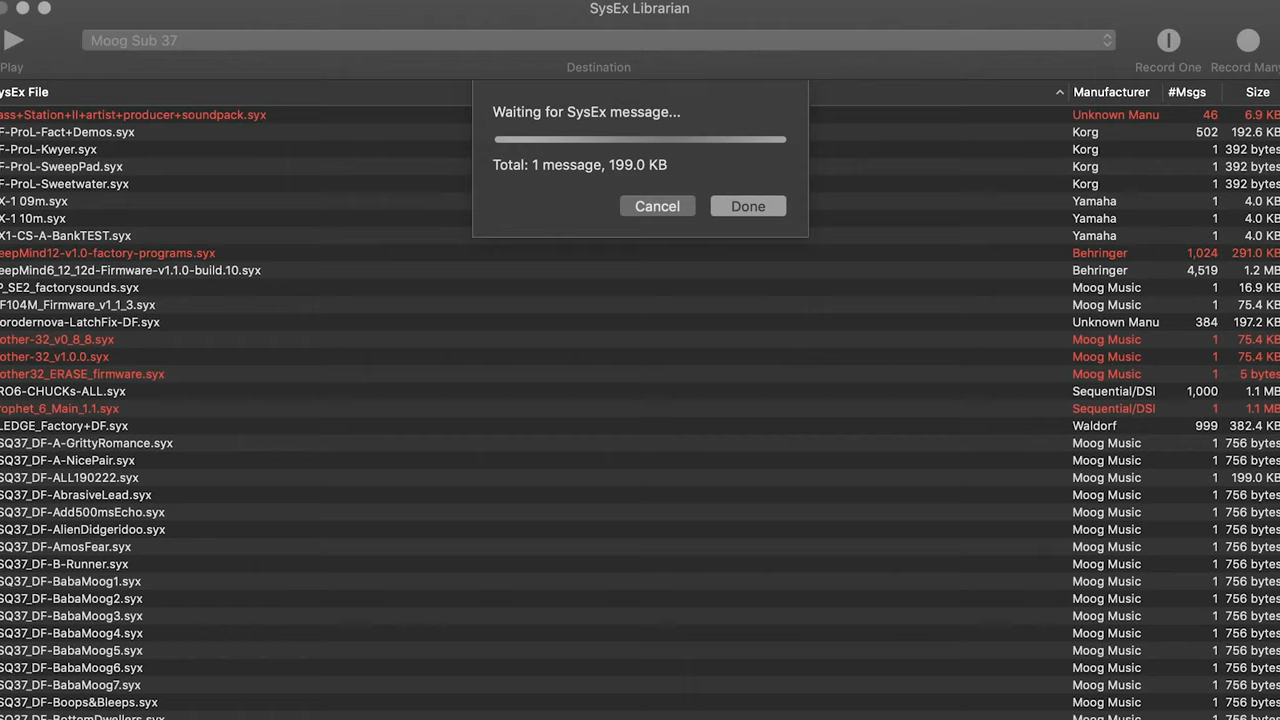 SysEx Librarian
Moog Sub 37
Play
Destination
Record One
Record Many
ysEx File Manufacturer #Msgs Size
ass+Station+II+artist+producer+soundpack.syx Unknown Manu 46 6.9 KB
F-ProL-Fact+Demos.syx Korg 502 192.6 KB
F-ProL-Kwyer.syx Korg 1 392 bytes
F-ProL-SweepPad.syx Korg 1 392 bytes
F-ProL-Sweetwater.syx Korg 1 392 bytes
X-1 09m.syx Yamaha 1 4.0 KB
X-1 10m.syx Yamaha 1 4.0 KB
X1-CS-A-BankTEST.syx Yamaha 1 4.0 KB
eepMind12-v1.0-factory-programs.syx Behringer 1,024 291.0 KB
eepMind6_12_12d-Firmware-v1.1.0-build.10.syx Behringer 4,519 1.2 MB
P_SE2_factorysounds.syx Moog Music 1 16.9 KB
F104M_Firmware_v1_1_3.syx Moog Music 1 75.4 KB
orodernova-LatchFix-DF.syx Unknown Manu 384 197.2 KB
other-32_v0_8_8.syx Moog Music 1 75.4 KB
other-32_v1.0.0.syx Moog Music 1 75.4 KB
other32_ERASE_firmware.syx Moog Music 1 5 bytes
RO6-CHUCKs-ALL.syx Sequential/DSI 1,000 1.1 MB
rophet_6_Main_1.1.syx Sequential/DSI 1 1.1 MB
LEDGE_Factory+DF.syx Waldorf 999 382.4 KB
SQ37_DF-A-GrittyRomance.syx Moog Music 1 756 bytes
SQ37_DF-A-NicePair.syx Moog Music 1 756 bytes
SQ37_DF-ALL190222.syx Moog Music 1 199.0 KB
SQ37_DF-AbrasiveLead.syx Moog Music 1 756 bytes
SQ37_DF-Add500msEcho.syx Moog Music 1 756 bytes
SQ37_DF-AlienDidgeridoo.syx Moog Music 1 756 bytes
SQ37_DF-AmosFear.syx Moog Music 1 756 bytes
SQ37_DF-B-Runner.syx Moog Music 1 756 bytes
SQ37_DF-BabaMoog1.syx Moog Music 1 756 bytes
SQ37_DF-BabaMoog2.syx Moog Music 1 756 bytes
SQ37_DF-BabaMoog3.syx Moog Music 1 756 bytes
SQ37_DF-BabaMoog4.syx Moog Music 1 756 bytes
SQ37_DF-BabaMoog5.syx Moog Music 1 756 bytes
SQ37_DF-BabaMoog6.syx Moog Music 1 756 bytes
SQ37_DF-BabaMoog7.syx Moog Music 1 756 bytes
SQ37_DF-Boops&Bleeps.syx Moog Music 1 756 bytes
SQ37_DF-BottomDwellers.syx Moog Music 1 756 bytes
Waiting for SysEx message...
Total: 1 message, 199.0 KB
Cancel
Done